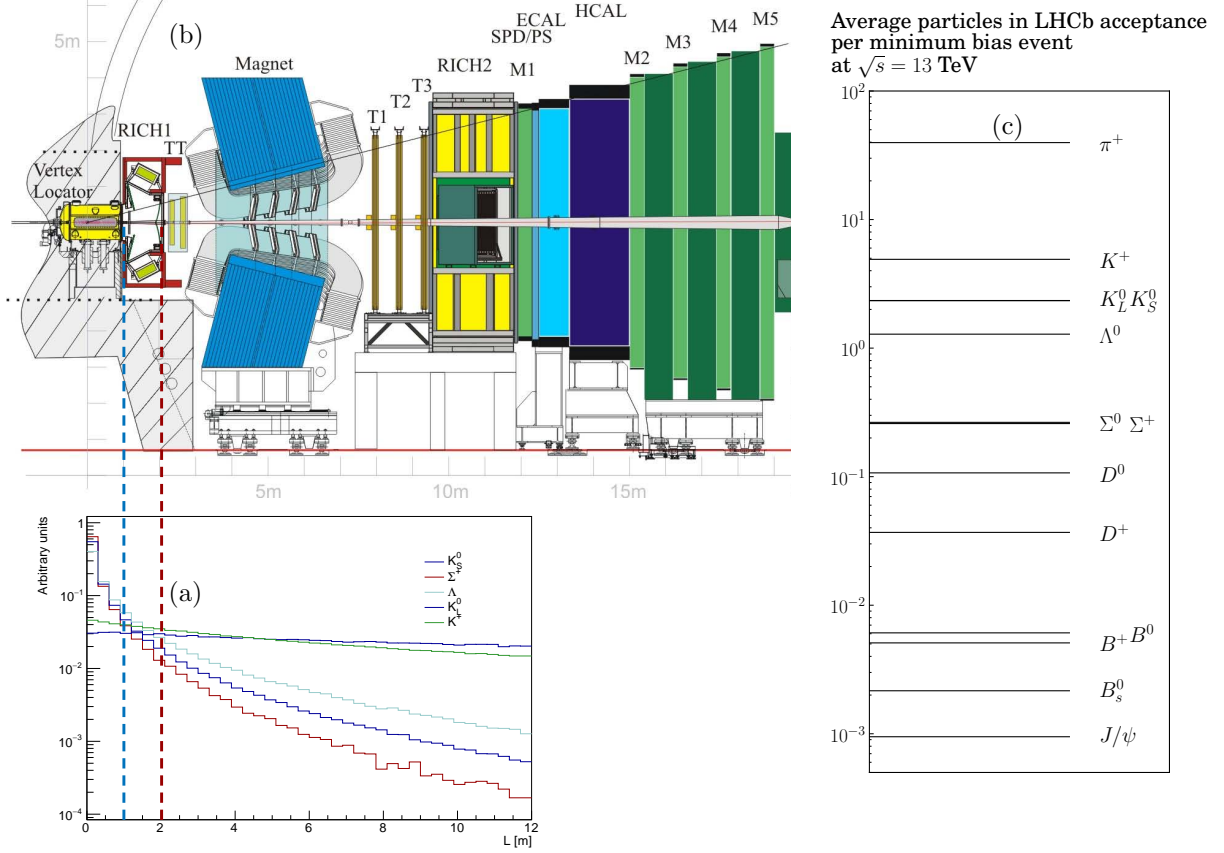 (b)
5m
Vertex
Locator
RICH1
TT
Magnet
T1
T2
T3
RICH2
SPD/PS
ECAL
HCAL
M1
M2
M3
M4
M5
5m
10m
15m
(a)
Arbitrary units
1
10⁻¹
10⁻²
10⁻³
10⁻⁴
0
2
4
6
8
10
12
L [m]
K⁰_S
Σ⁺
Λ
K⁰_L
K⁺
Average particles in LHCb acceptance
per minimum bias event
at √s = 13 TeV
(c)
10²
10¹
10⁰
10⁻¹
10⁻²
10⁻³
π⁺
K⁺
K⁰_L K⁰_S
Λ⁰
Σ⁰ Σ⁺
D⁰
D⁺
B⁺ B⁰
B⁰_s
J/ψ